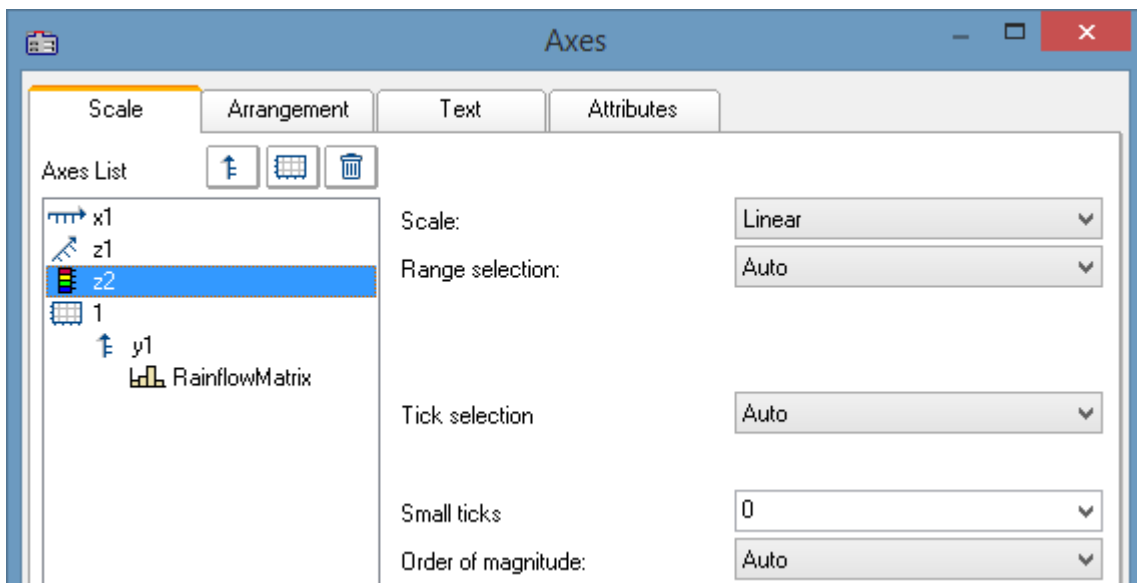 Axes
Scale Arrangement Text Attributes
Axes List
x1
z1
z2
1
y1
RainflowMatrix
Scale: Linear
Range selection: Auto
Tick selection Auto
Small ticks 0
Order of magnitude: Auto